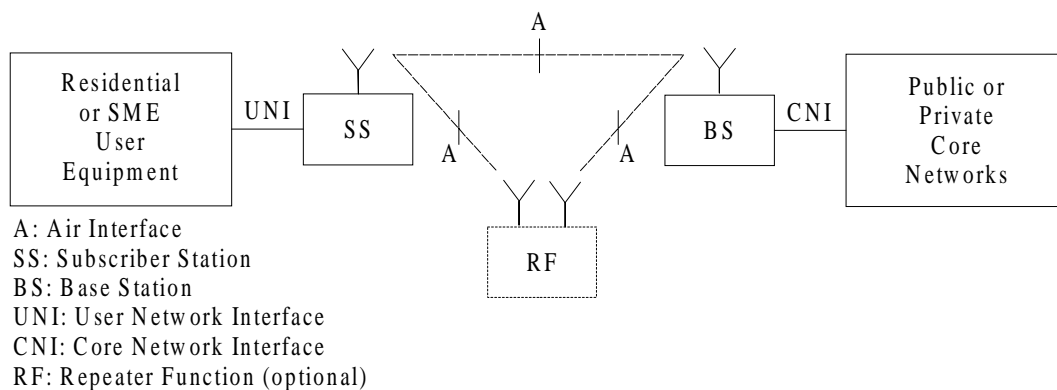 A
Residential
or SME
User
Equipment
UNI
SS
A
A
BS
CNI
Public or
Private
Core
Networks
RF
A: Air Interface
SS: Subscriber Station
BS: Base Station
UNI: User Network Interface
CNI: Core Network Interface
RF: Repeater Function (optional)